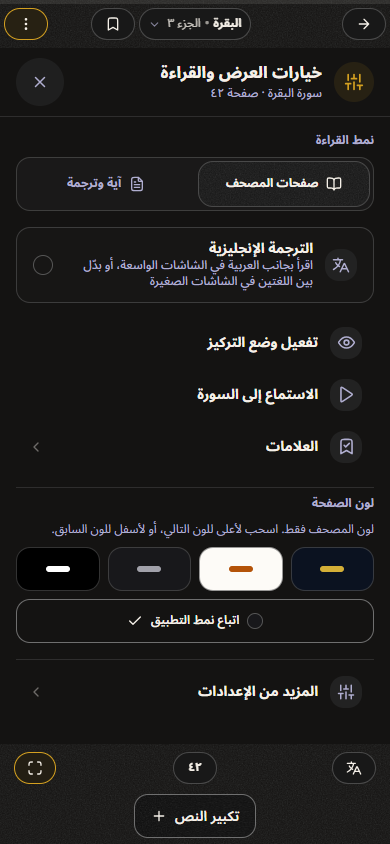 البقرة • الجزء ٣
خيارات العرض والقراءة
سورة البقرة · صفحة ٤٢
نمط القراءة
صفحات المصحف
آية وترجمة
الترجمة الإنجليزية
اقرأ بجانب العربية في الشاشات الواسعة، أو بدّل
بين اللغتين في الشاشات الصغيرة
تفعيل وضع التركيز
الاستماع إلى السورة
العلامات
لون الصفحة
لون المصحف فقط. اسحب لأعلى للون التالي، أو لأسفل للون السابق.
اتباع نمط التطبيق
المزيد من الإعدادات
٤٢
تكبير النص +